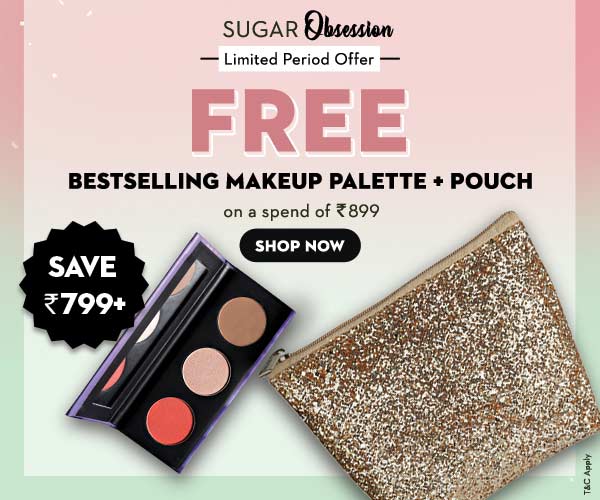 SUGAR Obsession
Limited Period Offer
FREE
BESTSELLING MAKEUP PALETTE + POUCH
on a spend of ₹899
SHOP NOW
SAVE
₹799+
T&C Apply